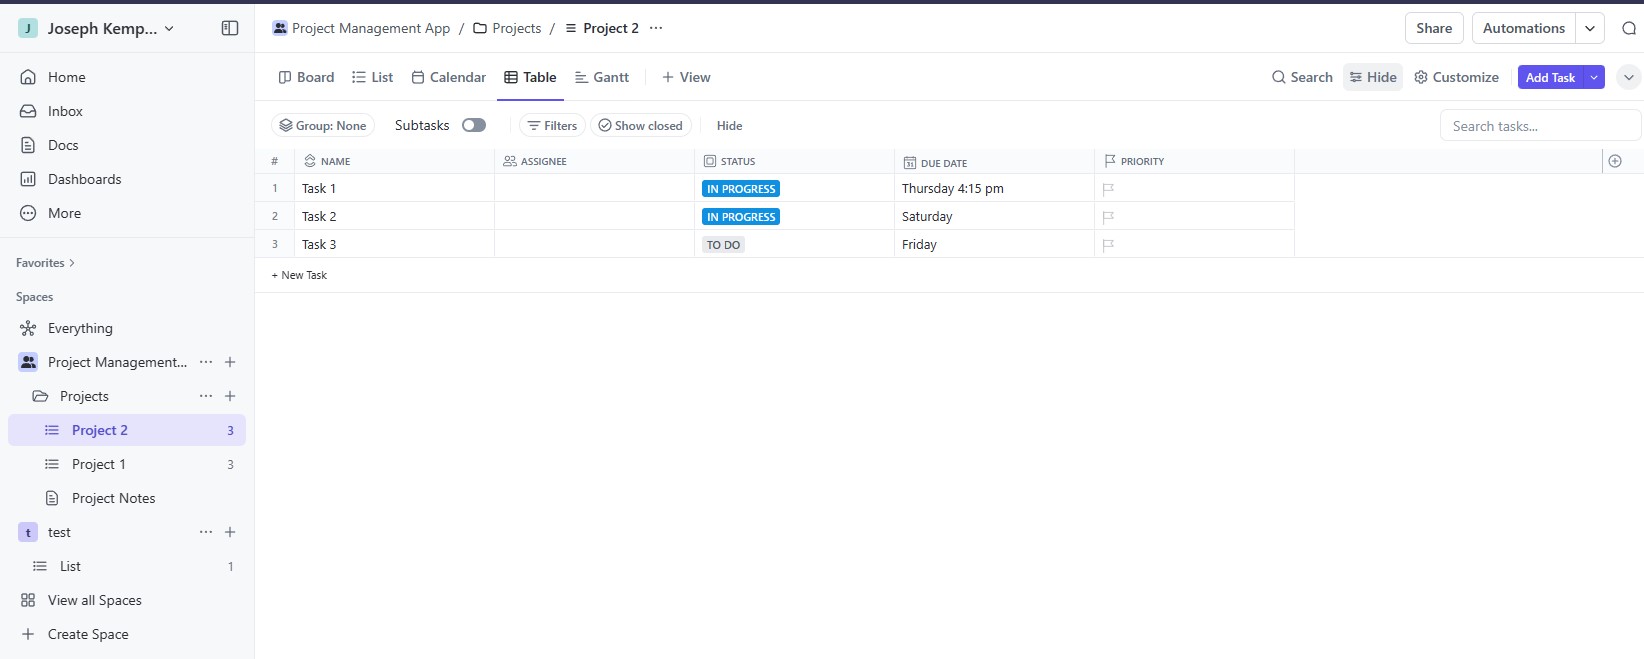 J Joseph Kemp...
Home
Inbox
Docs
Dashboards
More
Favorites
Spaces
Everything
Project Management...
Projects
Project 2 3
Project 1 3
Project Notes
t test
List 1
View all Spaces
Create Space
Project Management App / Projects / Project 2 ...
Share Automations
Board List Calendar Table Gantt + View Search Hide Customize Add Task
Group: None Subtasks Filters Show closed Hide Search tasks...
# NAME ASSIGNEE STATUS 31 DUE DATE PRIORITY
1 Task 1 IN PROGRESS Thursday 4:15 pm
2 Task 2 IN PROGRESS Saturday
3 Task 3 TO DO Friday
+ New Task